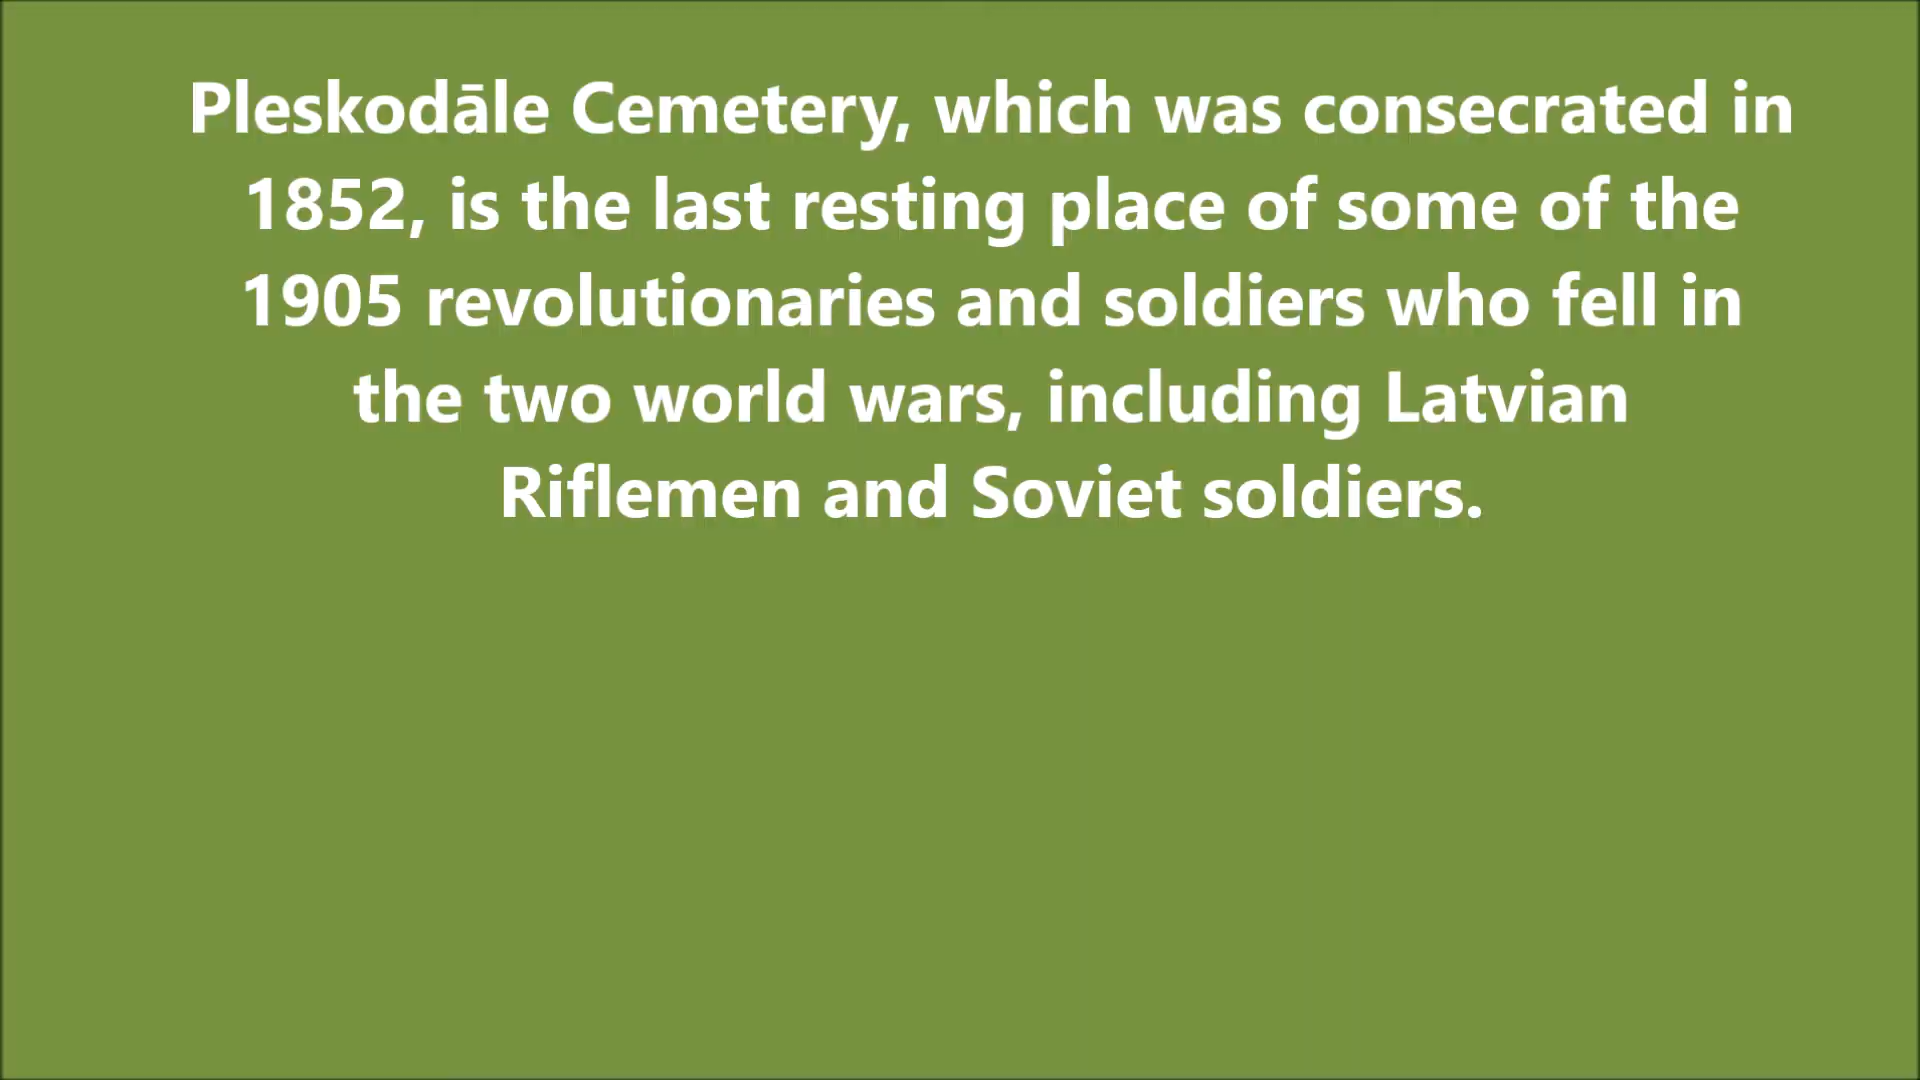 Pleskodāle Cemetery, which was consecrated in
1852, is the last resting place of some of the
1905 revolutionaries and soldiers who fell in
the two world wars, including Latvian
Riflemen and Soviet soldiers.